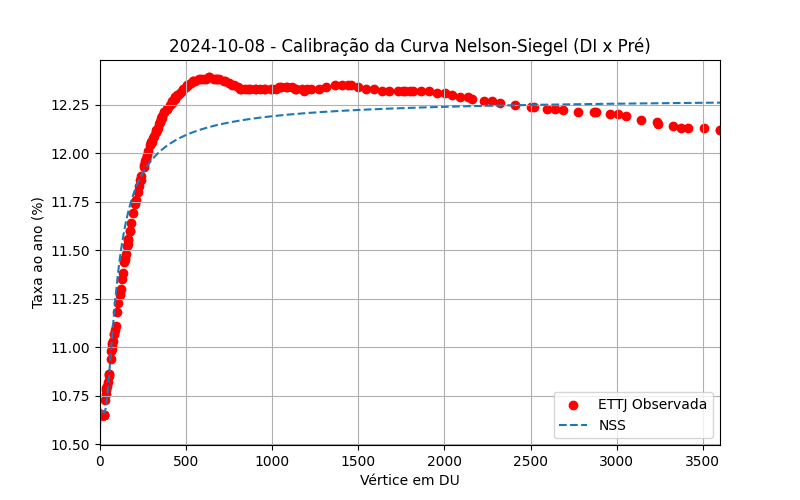 2024-10-08 - Calibração da Curva Nelson-Siegel (DI x Pré)
Taxa ao ano (%)
12.25
12.00
11.75
11.50
11.25
11.00
10.75
10.50
0 500 1000 1500 2000 2500 3000 3500
Vértice em DU
ETTJ Observada
NSS